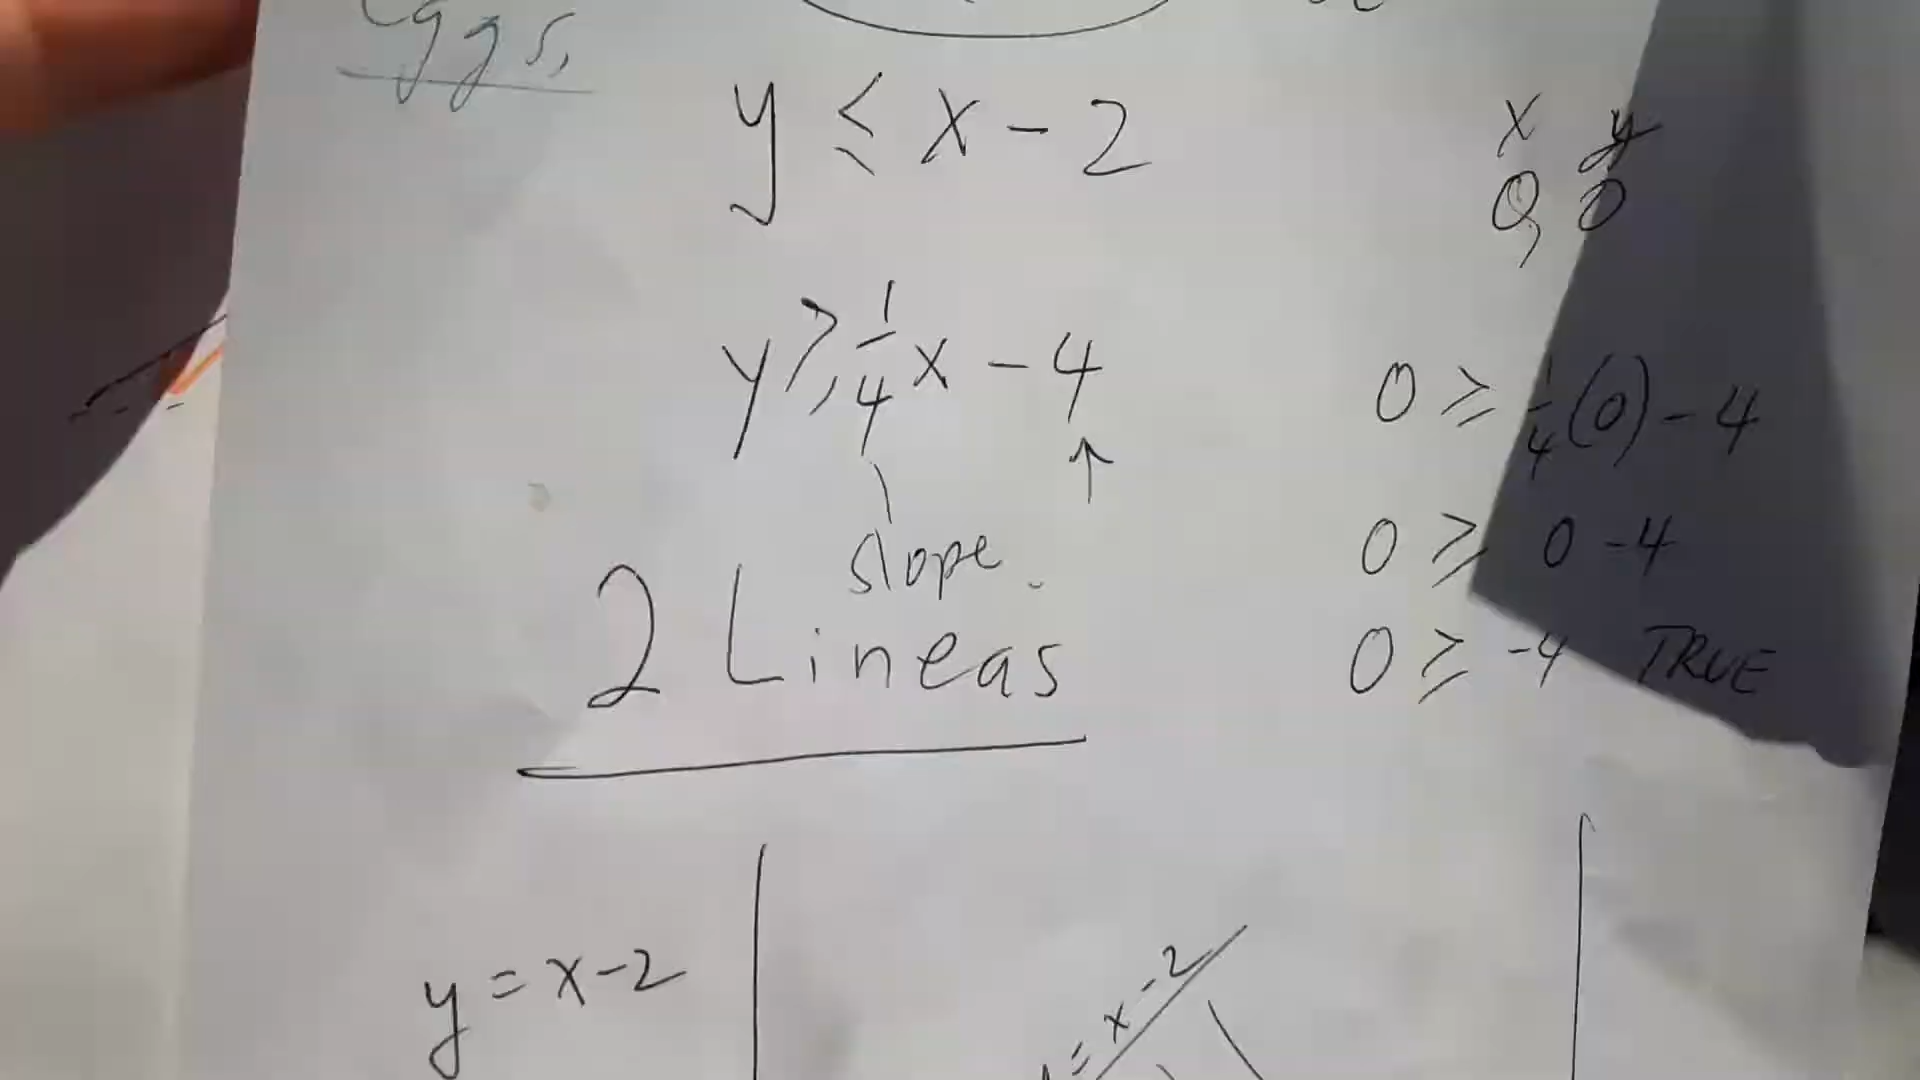 y ≤ x - 2
x y
0, 0
y ≥ 1/4 x - 4
0 ≥ 1/4 (0) - 4
↑
slope.
0 ≥ 0 - 4
2 Lineas
0 ≥ -4 TRUE
y = x - 2
= x - 2